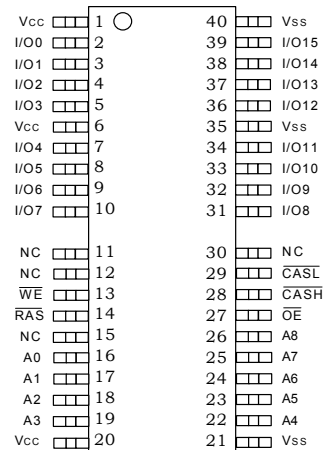 Vcc 1 40 Vss
I/O0 2 39 I/O15
I/O1 3 38 I/O14
I/O2 4 37 I/O13
I/O3 5 36 I/O12
Vcc 6 35 Vss
I/O4 7 34 I/O11
I/O5 8 33 I/O10
I/O6 9 32 I/O9
I/O7 10 31 I/O8
NC 11 30 NC
NC 12 29 CASL
WE 13 28 CASH
RAS 14 27 OE
NC 15 26 A8
A0 16 25 A7
A1 17 24 A6
A2 18 23 A5
A3 19 22 A4
Vcc 20 21 Vss